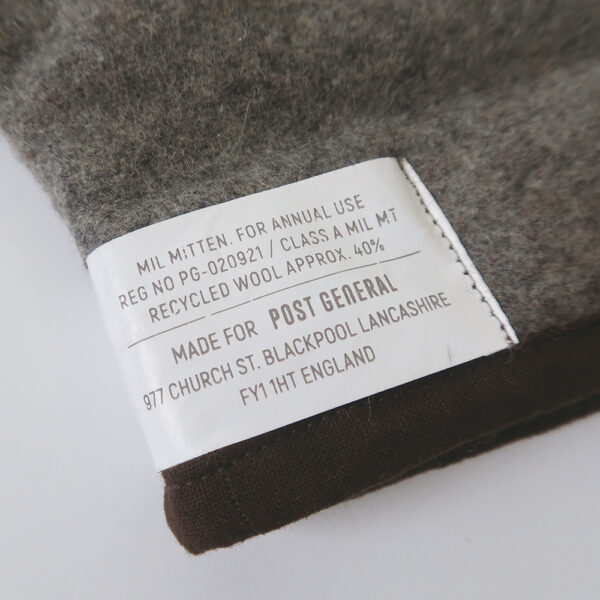 MIL MITTEN. FOR ANNUAL USE
REG NO PG-020921 / CLASS A MIL MT
RECYCLED WOOL APPROX. 40%
MADE FOR POST GENERAL
977 CHURCH ST. BLACKPOOL LANCASHIRE
FY1 1HT ENGLAND